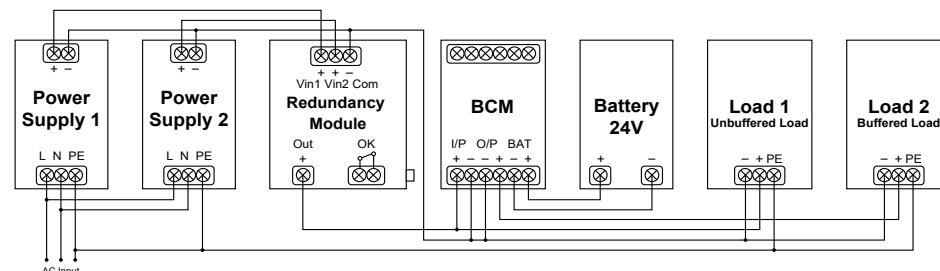 + −
Power
Supply 1
L N PE
+ −
Power
Supply 2
L N PE
+ + −
Vin1 Vin2 Com
Redundancy
Module
Out
OK
+
BCM
I/P O/P BAT
+ − − + − +
Battery
24V
+ −
Load 1
Unbuffered Load
− + PE
Load 2
Buffered Load
− + PE
AC Input